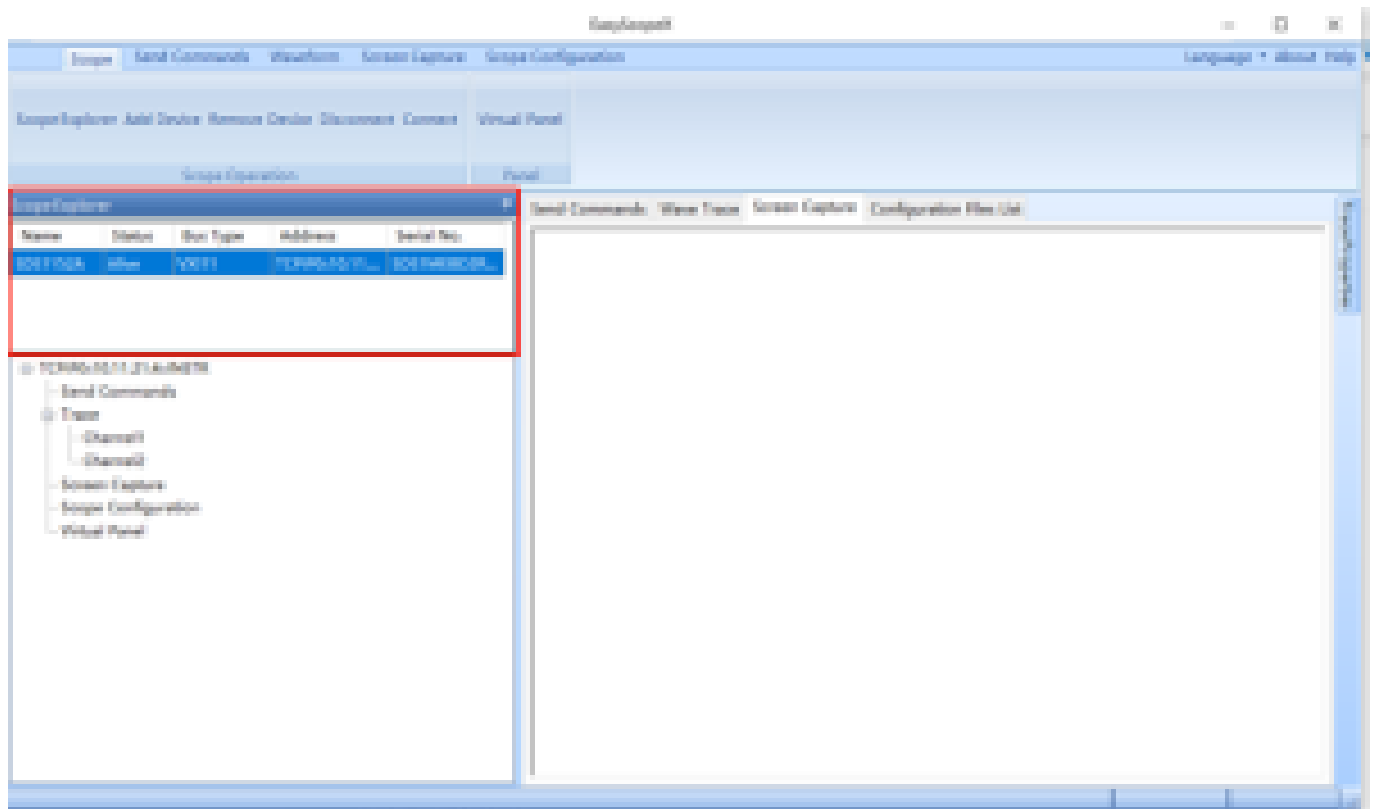 EasyScopeX
Scope Send Commands Waveform Screen Capture Scope Configuration Language About Help
ScopeExplorer Add Device Remove Device Disconnect Connect Virtual Panel
Scope Operation Panel
ScopeExplorer
Send Commands Wave Trace Screen Capture Configuration Files List
Name Status Bus Type Address Serial No.
Alive VXI11
Send Commands
Trace
Channel1
Channel2
Screen Capture
Scope Configuration
Virtual Panel